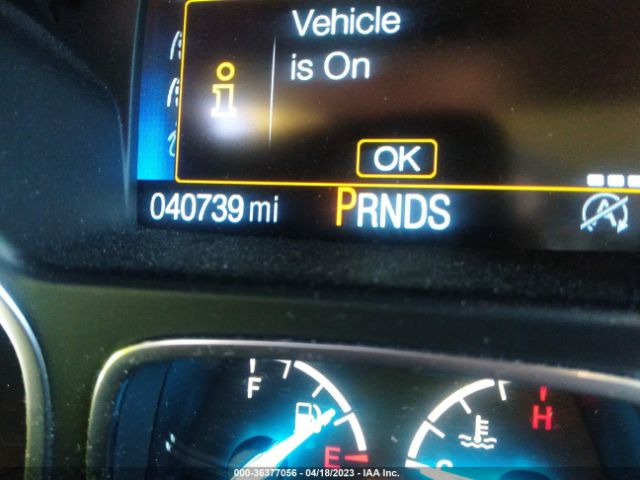 Vehicle
is On
OK
040739 mi
PRNDS
A
F
H
E
C
000-36377056 - 04/18/2023 - IAA Inc.